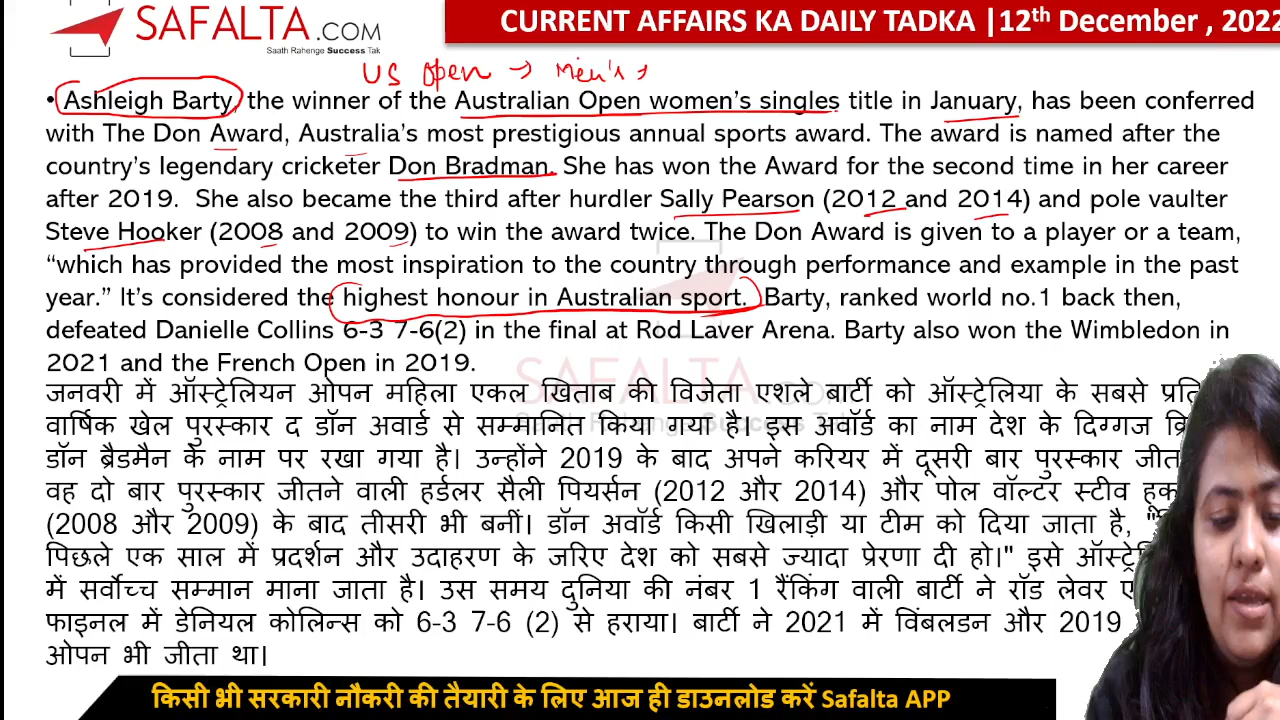 SAFALTA.COM
Saath Rahenge Success Tak
CURRENT AFFAIRS KA DAILY TADKA |12th December , 2022
US open → Men's →
• Ashleigh Barty, the winner of the Australian Open women's singles title in January, has been conferred
with The Don Award, Australia's most prestigious annual sports award. The award is named after the
country's legendary cricketer Don Bradman. She has won the Award for the second time in her career
after 2019. She also became the third after hurdler Sally Pearson (2012 and 2014) and pole vaulter
Steve Hooker (2008 and 2009) to win the award twice. The Don Award is given to a player or a team,
“which has provided the most inspiration to the country through performance and example in the past
year.” It's considered the highest honour in Australian sport. Barty, ranked world no.1 back then,
defeated Danielle Collins 6-3 7-6(2) in the final at Rod Laver Arena. Barty also won the Wimbledon in
2021 and the French Open in 2019.
SAFALTA.COM
जनवरी में ऑस्ट्रेलियन ओपन महिला एकल खिताब की विजेता एशले बार्टी को ऑस्ट्रेलिया के सबसे प्रति
वार्षिक खेल पुरस्कार द डॉन अवार्ड से सम्मानित किया गया है। इस अवॉर्ड का नाम देश के दिग्गज क्रि
Saath Rahenge Success Tak
डॉन ब्रैडमैन के नाम पर रखा गया है। उन्होंने 2019 के बाद अपने करियर में दूसरी बार पुरस्कार जीत
वह दो बार पुरस्कार जीतने वाली हर्डलर सैली पियर्सन (2012 और 2014) और पोल वॉल्टर स्टीव हूक
(2008 और 2009) के बाद तीसरी भी बनीं। डॉन अवॉर्ड किसी खिलाड़ी या टीम को दिया जाता है,
पिछले एक साल में प्रदर्शन और उदाहरण के जरिए देश को सबसे ज्यादा प्रेरणा दी हो।" इसे ऑस्ट्रे
में सर्वोच्च सम्मान माना जाता है। उस समय दुनिया की नंबर 1 रैंकिंग वाली बार्टी ने रॉड लेवर ए
फाइनल में डेनियल कोलिन्स को 6-3 7-6 (2) से हराया। बार्टी ने 2021 में विंबलडन और 2019
ओपन भी जीता था।
किसी भी सरकारी नौकरी की तैयारी के लिए आज ही डाउनलोड करें Safalta APP